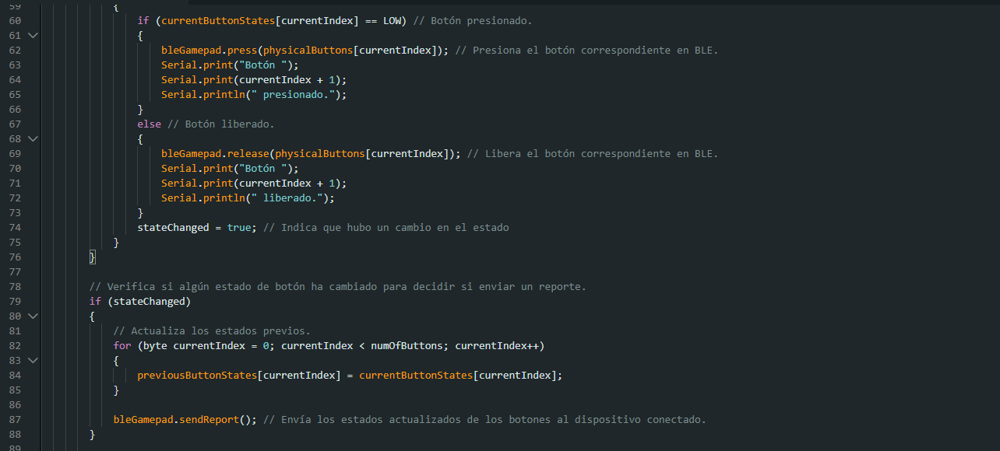 59 {
60 if (currentButtonStates[currentIndex] == LOW) // Botón presionado.
61 {
62 bleGamepad.press(physicalButtons[currentIndex]); // Presiona el botón correspondiente en BLE.
63 Serial.print("Botón ");
64 Serial.print(currentIndex + 1);
65 Serial.println(" presionado.");
66 }
67 else // Botón liberado.
68 {
69 bleGamepad.release(physicalButtons[currentIndex]); // Libera el botón correspondiente en BLE.
70 Serial.print("Botón ");
71 Serial.print(currentIndex + 1);
72 Serial.println(" liberado.");
73 }
74 stateChanged = true; // Indica que hubo un cambio en el estado
75 }
76 }
77
78 // Verifica si algún estado de botón ha cambiado para decidir si enviar un reporte.
79 if (stateChanged)
80 {
81 // Actualiza los estados previos.
82 for (byte currentIndex = 0; currentIndex < numOfButtons; currentIndex++)
83 {
84 previousButtonStates[currentIndex] = currentButtonStates[currentIndex];
85 }
86
87 bleGamepad.sendReport(); // Envía los estados actualizados de los botones al dispositivo conectado.
88 }
89